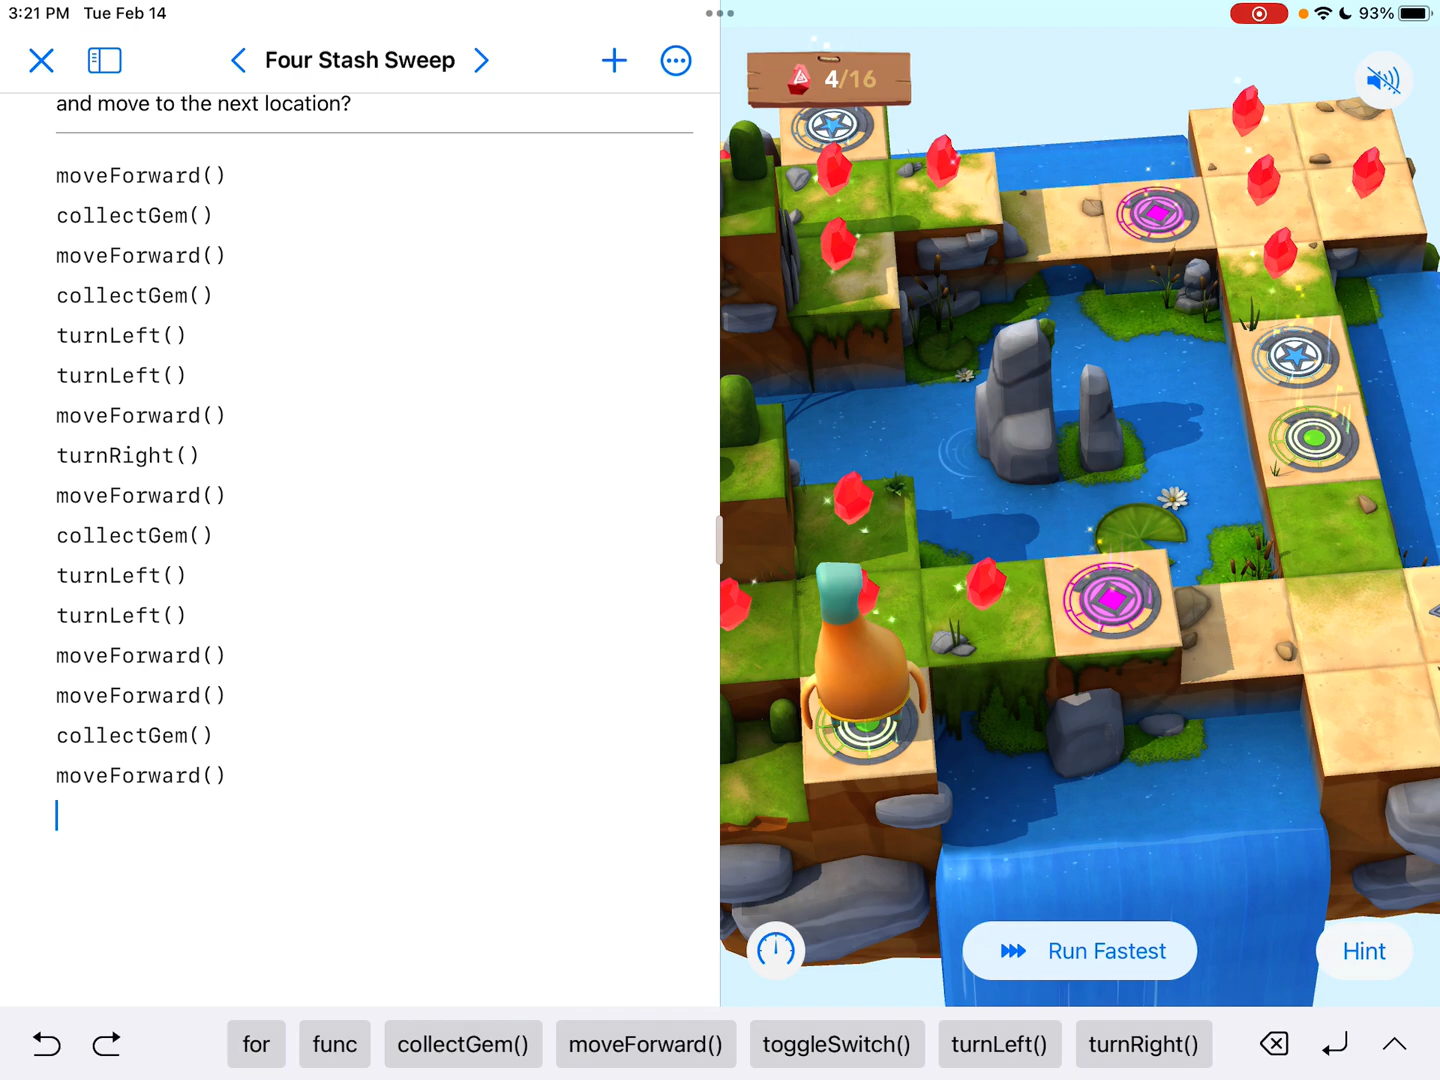 3:21 PM Tue Feb 14
93%
Four Stash Sweep
and move to the next location?
moveForward()
collectGem()
moveForward()
collectGem()
turnLeft()
turnLeft()
moveForward()
turnRight()
moveForward()
collectGem()
turnLeft()
turnLeft()
moveForward()
moveForward()
collectGem()
moveForward()
4/16
Run Fastest
Hint
for func collectGem() moveForward() toggleSwitch() turnLeft() turnRight()